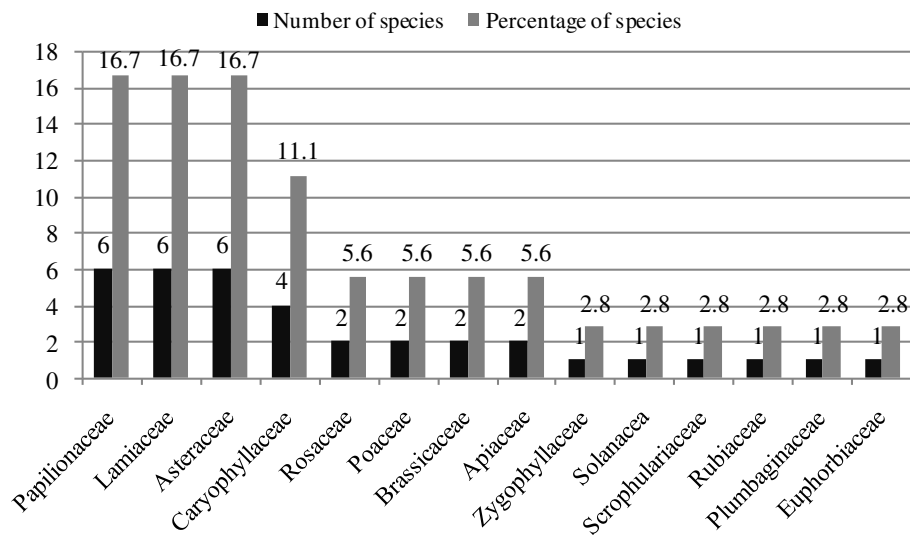 Number of species Percentage of species
18
16
14
12
10
8
6
4
2
0
16.7 16.7 16.7
11.1
6 6 6
5.6 5.6 5.6 5.6
4
2.8 2.8 2.8 2.8 2.8 2.8
2 2 2 2
1 1 1 1 1 1
Papilionaceae
Lamiaceae
Asteraceae
Caryophyllaceae
Rosaceae
Poaceae
Brassicaceae
Apiaceae
Zygophyllaceae
Solanacea
Scrophulariaceae
Rubiaceae
Plumbaginaceae
Euphorbiaceae